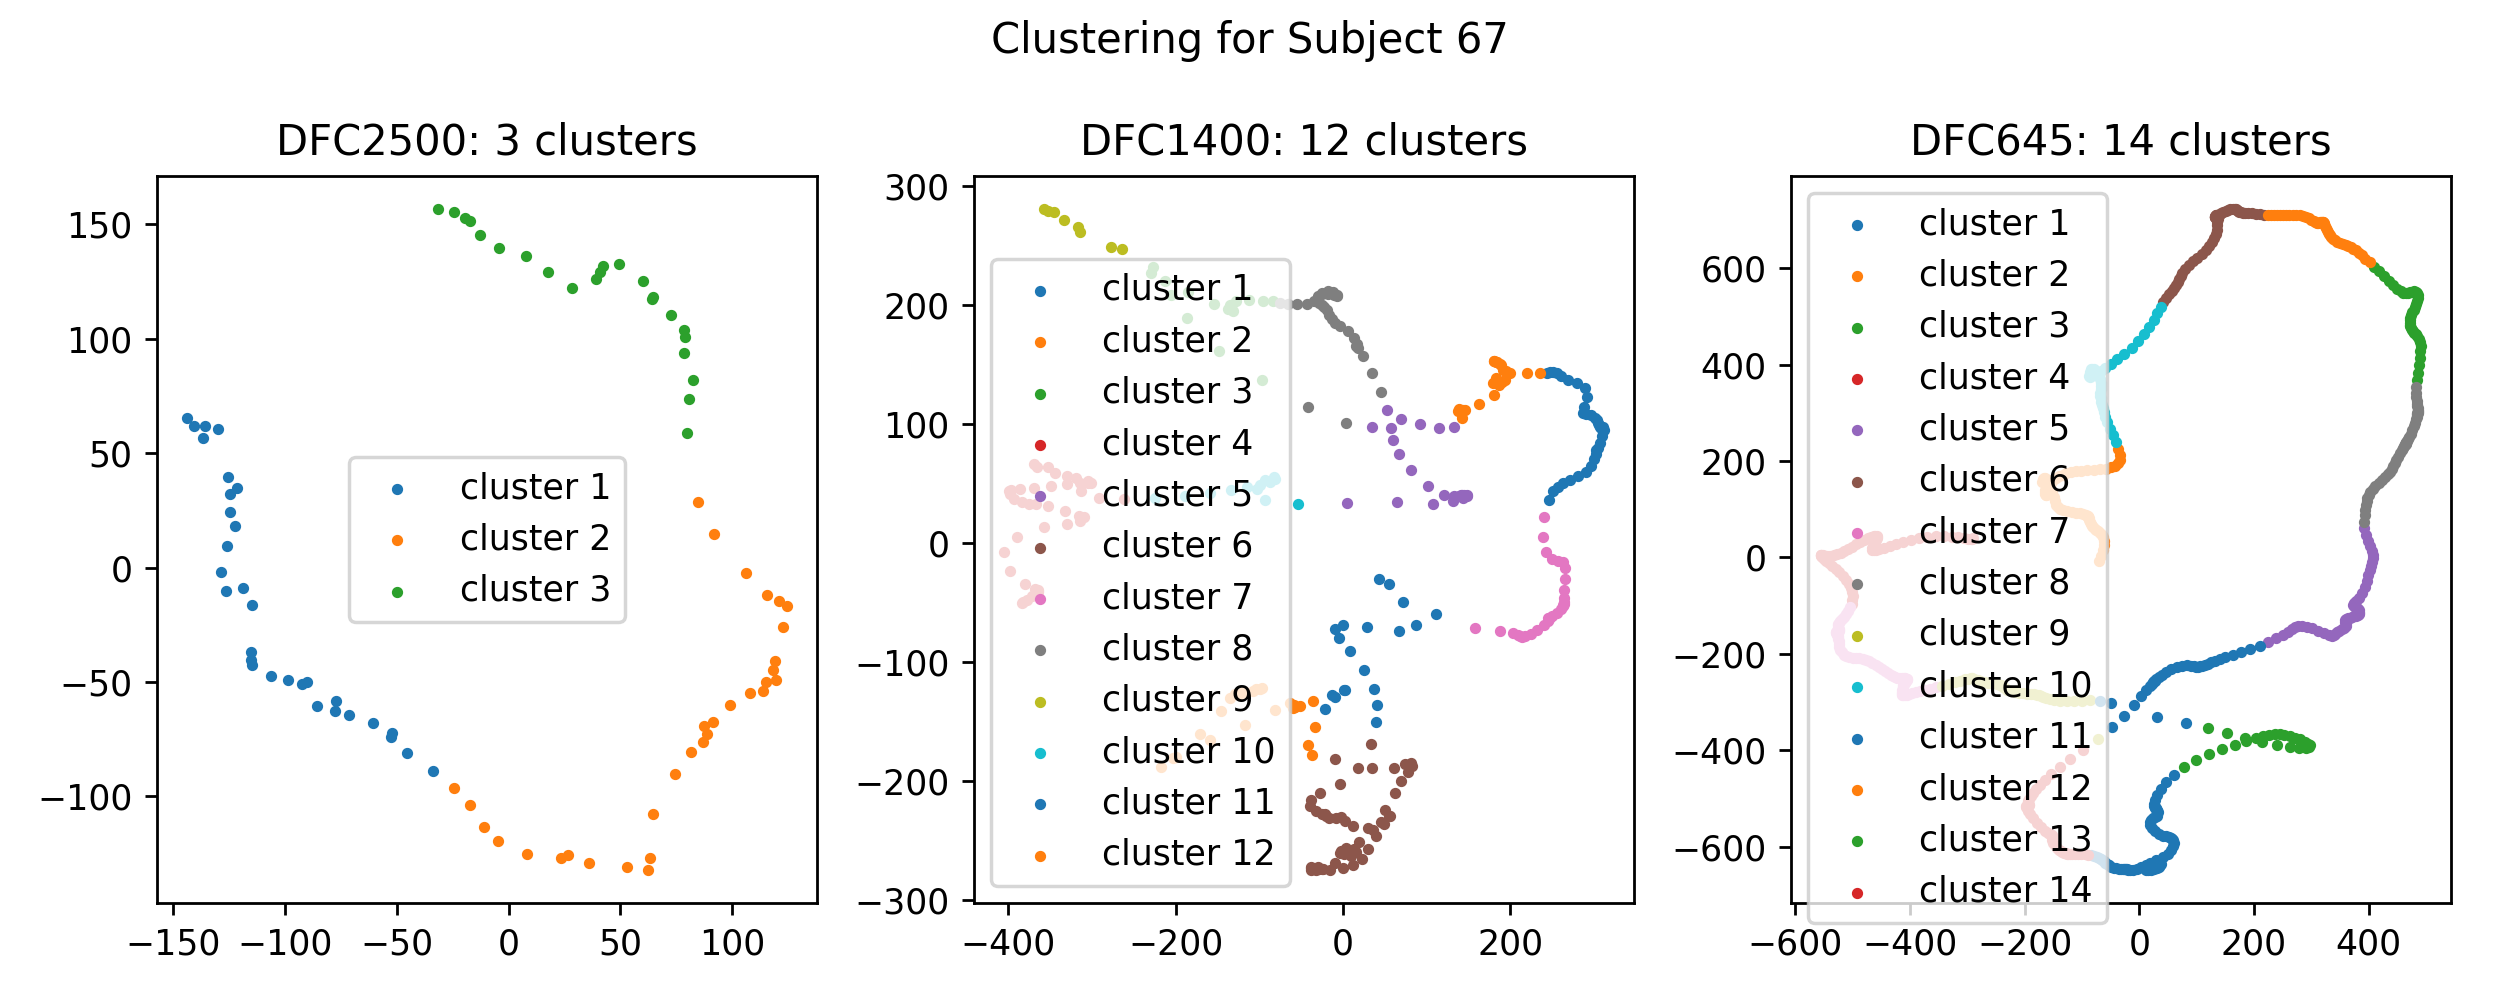 Clustering for Subject 67
DFC2500: 3 clusters
150
100
50
0
−50
−100
−150
−100
−50
0
50
100
cluster 1
cluster 2
cluster 3
DFC1400: 12 clusters
300
200
100
0
−100
−200
−300
−400
−200
0
200
cluster 1
cluster 2
cluster 3
cluster 4
cluster 5
cluster 6
cluster 7
cluster 8
cluster 9
cluster 10
cluster 11
cluster 12
DFC645: 14 clusters
600
400
200
0
−200
−400
−600
−600
−400
−200
0
200
400
cluster 1
cluster 2
cluster 3
cluster 4
cluster 5
cluster 6
cluster 7
cluster 8
cluster 9
cluster 10
cluster 11
cluster 12
cluster 13
cluster 14